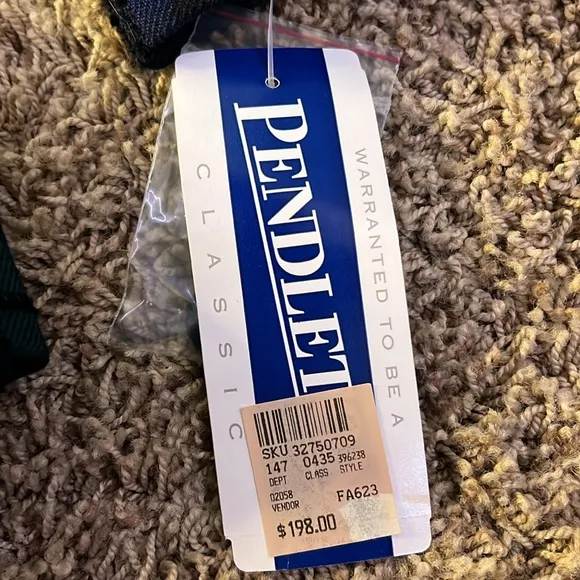 CLASSIC
PENDLET
WARRANTED TO BE A
SKU 32750709
147 0435 396238
DEPT CLASS STYLE
02058 FA623
VENDOR
$198.00